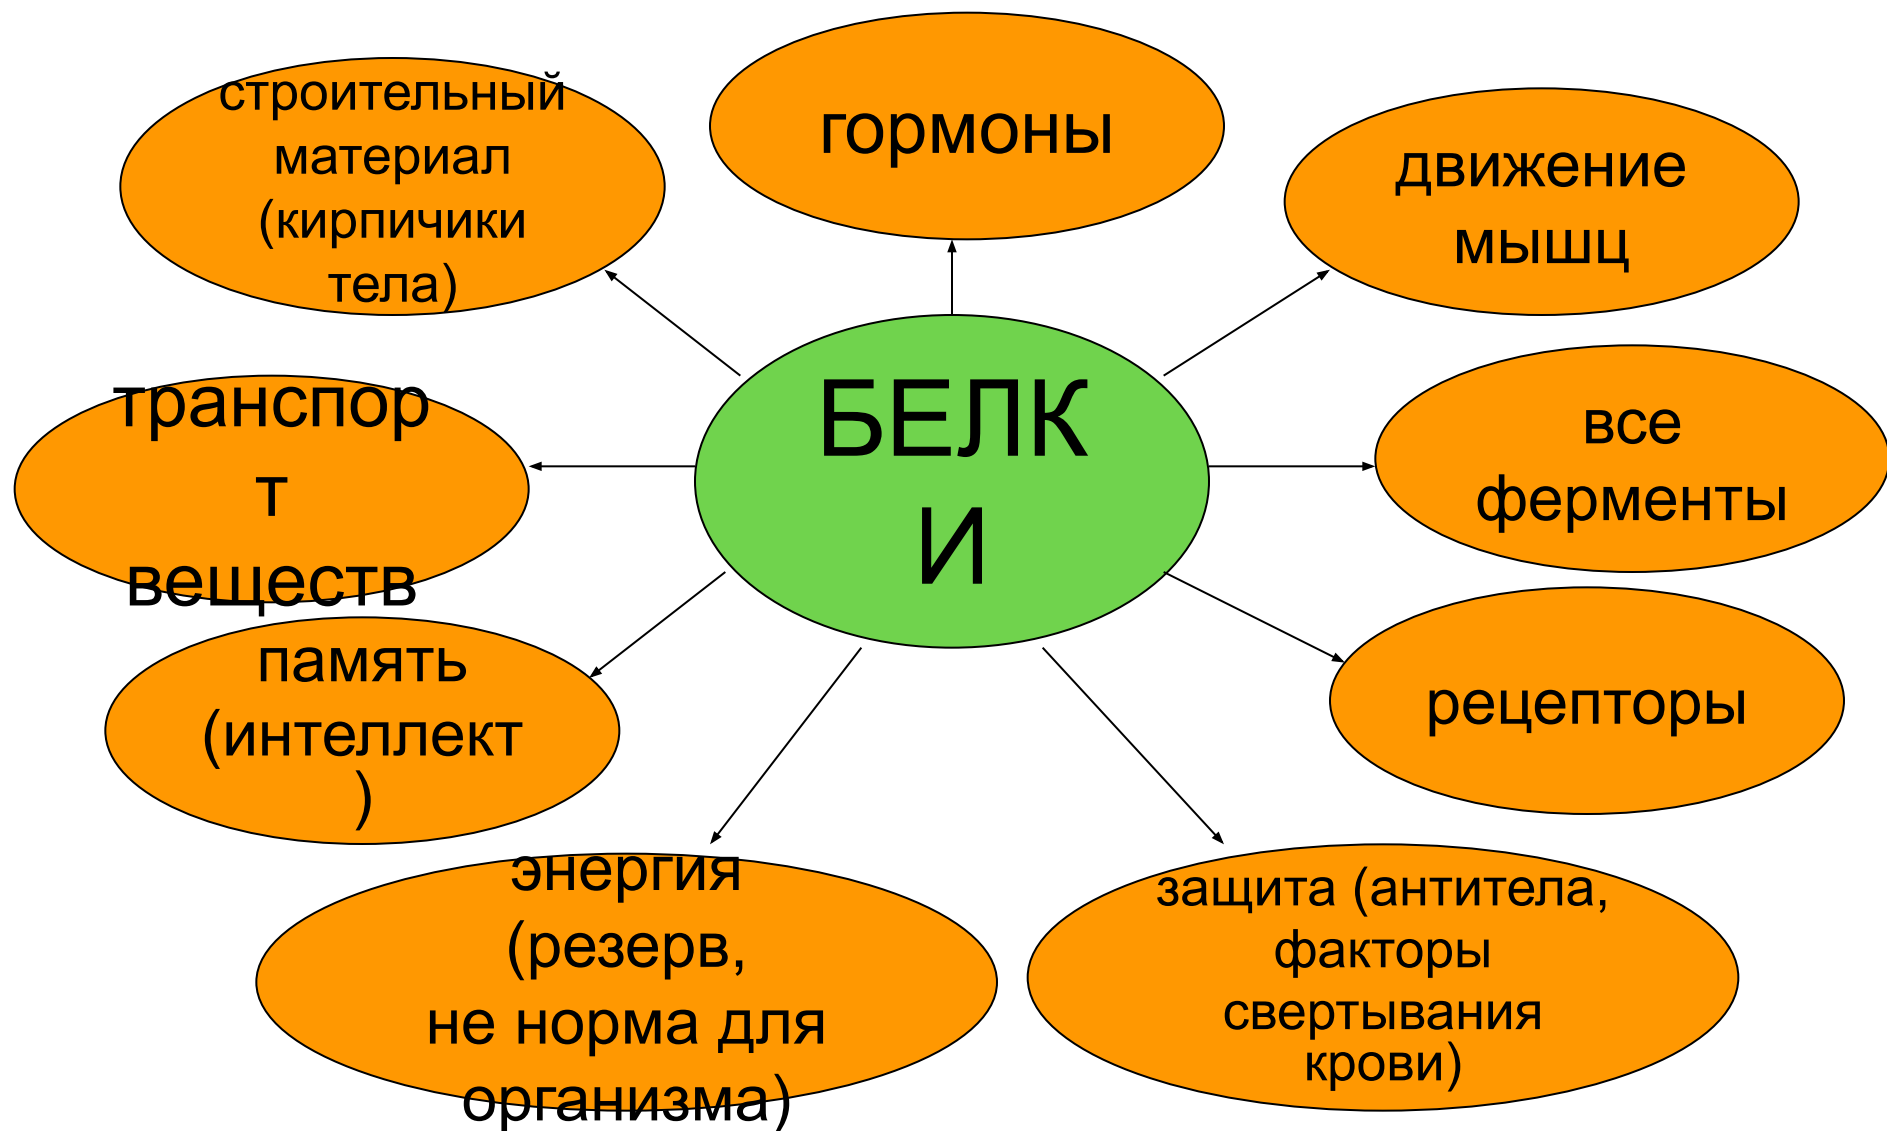 строительный
материал
(кирпичики
тела)
гормоны
движение
мышц
транспор
т
веществ
БЕЛК
И
все
ферменты
память
(интеллект
)
рецепторы
энергия
(резерв,
не норма для
организма)
защита (антитела,
факторы
свертывания
крови)